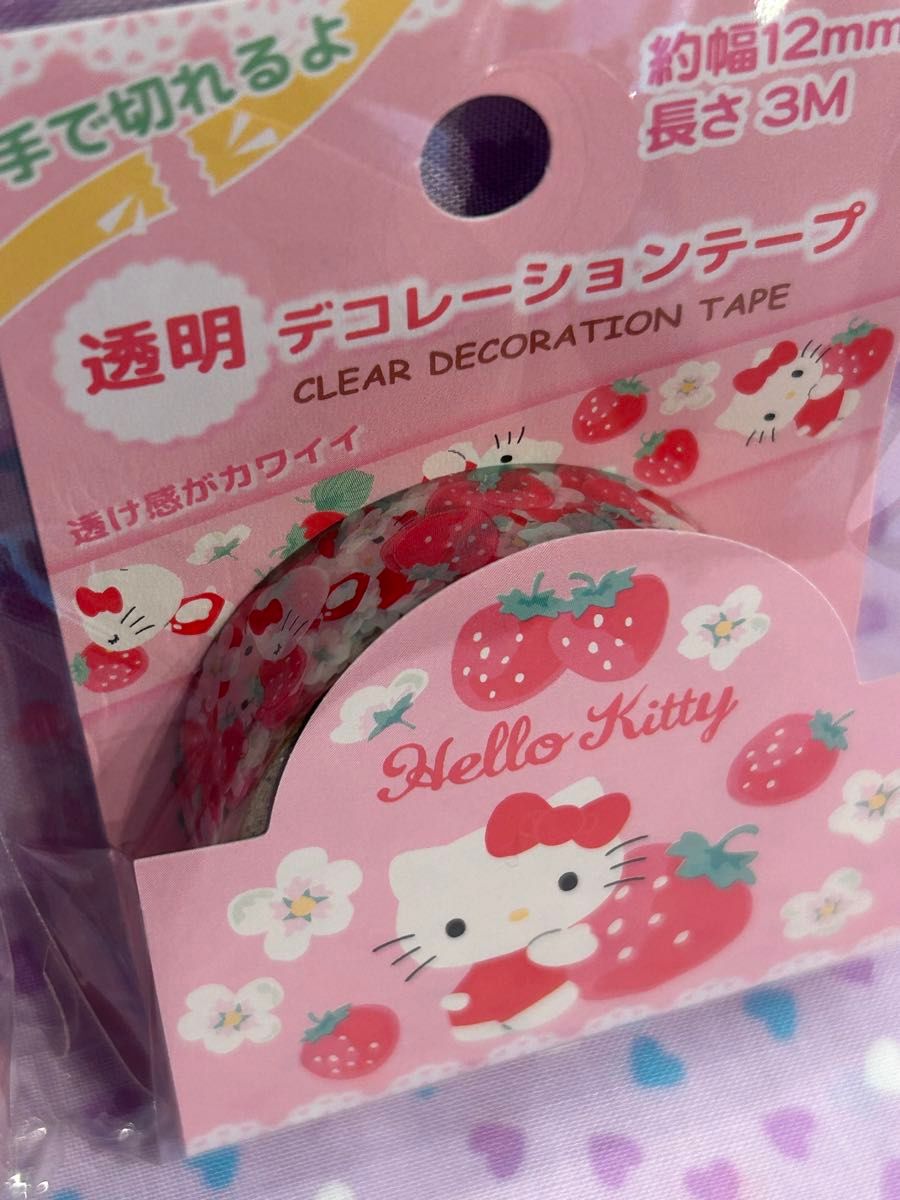 手で切れるよ
約幅12mm
長さ 3M
透明 デコレーションテープ
CLEAR DECORATION TAPE
透け感がカワイイ
Hello Kitty